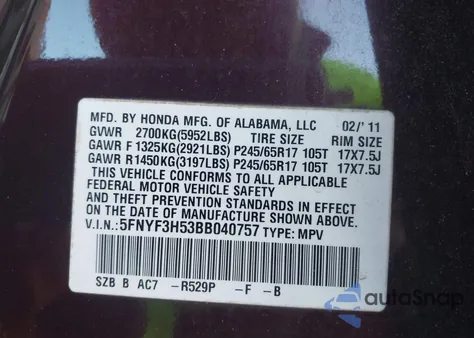 MFD. BY HONDA MFG. OF ALABAMA, LLC 02/' 11
GVWR 2700KG(5952LBS) TIRE SIZE RIM SIZE
GAWR F 1325KG(2921LBS) P245/65R17 105T 17X7.5J
GAWR R1450KG(3197LBS) P245/65R17 105T 17X7.5J
THIS VEHICLE CONFORMS TO ALL APPLICABLE
FEDERAL MOTOR VEHICLE SAFETY
AND THEFT PREVENTION STANDARDS IN EFFECT
ON THE DATE OF MANUFACTURE SHOWN ABOVE.
V.I.N.: 5FNYF3H53BB040757 TYPE: MPV
SZB B AC7 -R529P -F -B
autoSnap